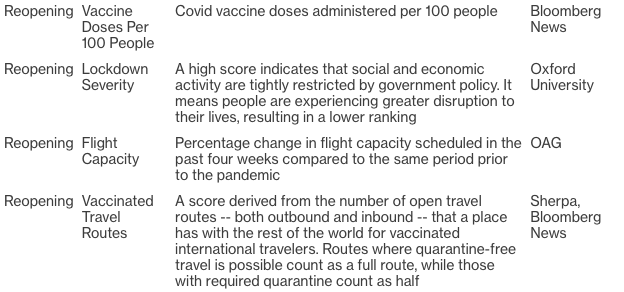 Reopening Vaccine Doses Per 100 People Covid vaccine doses administered per 100 people Bloomberg News
Reopening Lockdown Severity A high score indicates that social and economic activity are tightly restricted by government policy. It means people are experiencing greater disruption to their lives, resulting in a lower ranking Oxford University
Reopening Flight Capacity Percentage change in flight capacity scheduled in the past four weeks compared to the same period prior to the pandemic OAG
Reopening Vaccinated Travel Routes A score derived from the number of open travel routes -- both outbound and inbound -- that a place has with the rest of the world for vaccinated international travelers. Routes where quarantine-free travel is possible count as a full route, while those with required quarantine count as half Sherpa, Bloomberg News